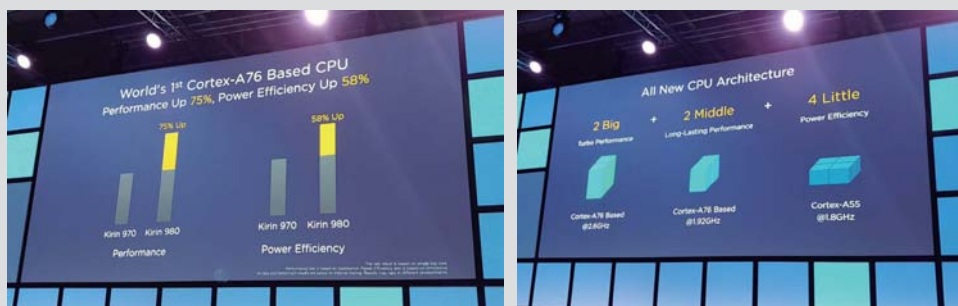 World's 1st Cortex-A76 Based CPU
Performance Up 75%, Power Efficiency Up 58%
75% Up
58% Up
Kirin 970
Kirin 980
Kirin 970
Kirin 980
Performance
Power Efficiency
All New CPU Architecture
2 Big + 2 Middle + 4 Little
Turbo Performance
Long-Lasting Performance
Power Efficiency
Cortex-A76 Based
@2.6GHz
Cortex-A76 Based
@1.92GHz
Cortex-A55
@1.8GHz